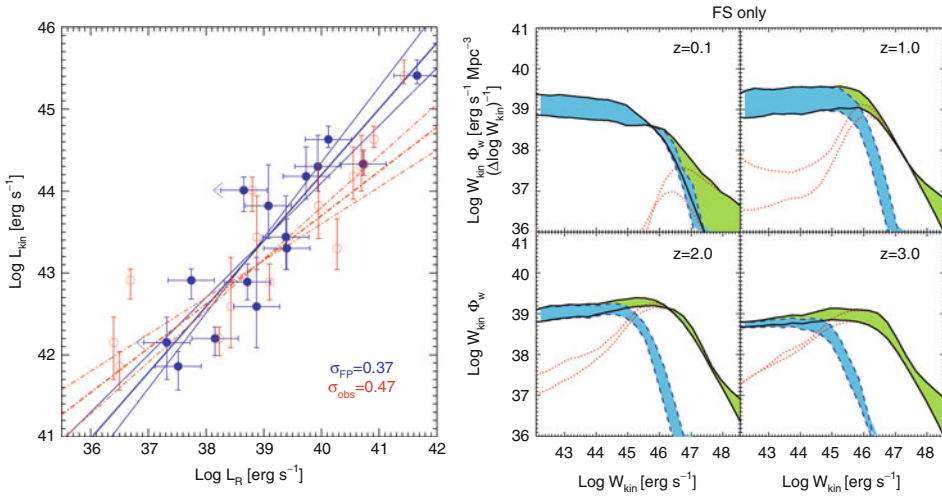 46
45
44
43
42
41
Log L_kin [erg s⁻¹]
36
37
38
39
40
41
42
Log L_R [erg s⁻¹]
σ_FP=0.37
σ_obs=0.47
FS only
z=0.1
z=1.0
z=2.0
z=3.0
41
40
39
38
37
36
Log W_kin Φ_w [erg s⁻¹ Mpc⁻³
(Δlog W_kin)⁻¹]
41
40
39
38
37
36
Log W_kin Φ_w
43 44 45 46 47 48
43 44 45 46 47 48
Log W_kin [erg s⁻¹]
Log W_kin [erg s⁻¹]